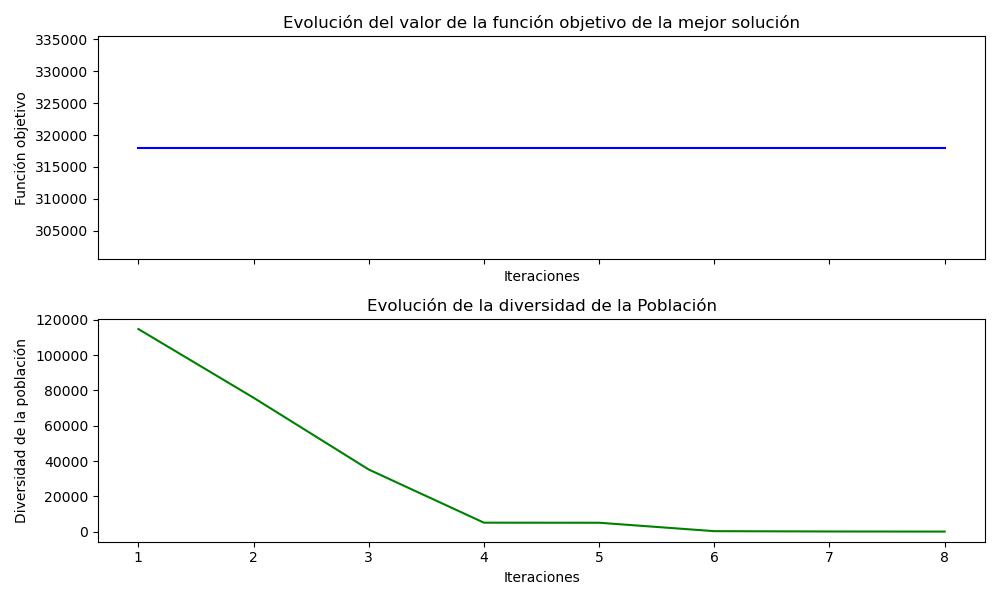 Evolución del valor de la función objetivo de la mejor solución
335000
330000
325000
320000
315000
310000
305000
Función objetivo
Iteraciones
Evolución de la diversidad de la Población
120000
100000
80000
60000
40000
20000
0
Diversidad de la población
1 2 3 4 5 6 7 8
Iteraciones